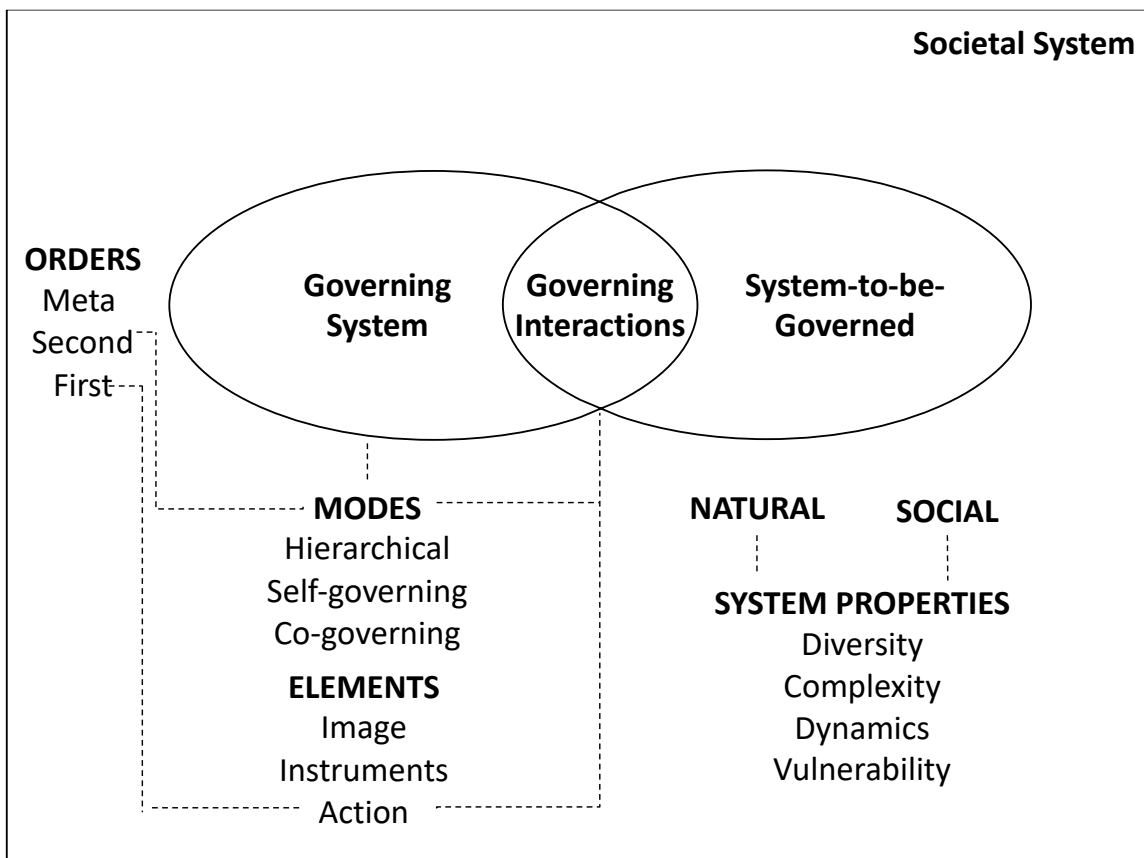 Societal System
ORDERS
Meta
Second
First
Governing
System
Governing
Interactions
System-to-be-
Governed
MODES
Hierarchical
Self-governing
Co-governing
ELEMENTS
Image
Instruments
Action
NATURAL
SOCIAL
SYSTEM PROPERTIES
Diversity
Complexity
Dynamics
Vulnerability